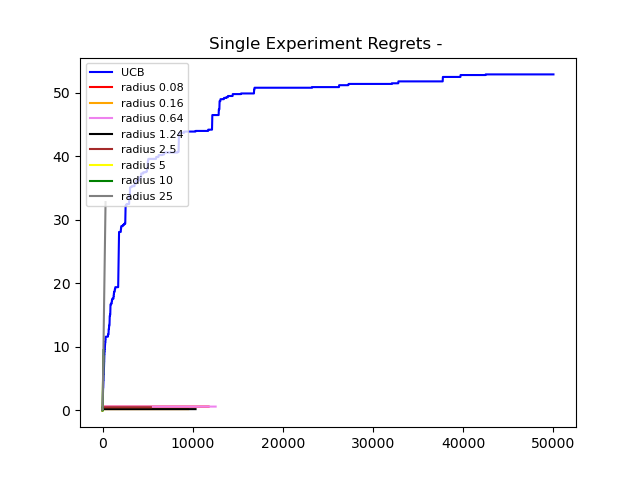 Single Experiment Regrets -
UCB
radius 0.08
radius 0.16
radius 0.64
radius 1.24
radius 2.5
radius 5
radius 10
radius 25
50
40
30
20
10
0
0 10000 20000 30000 40000 50000